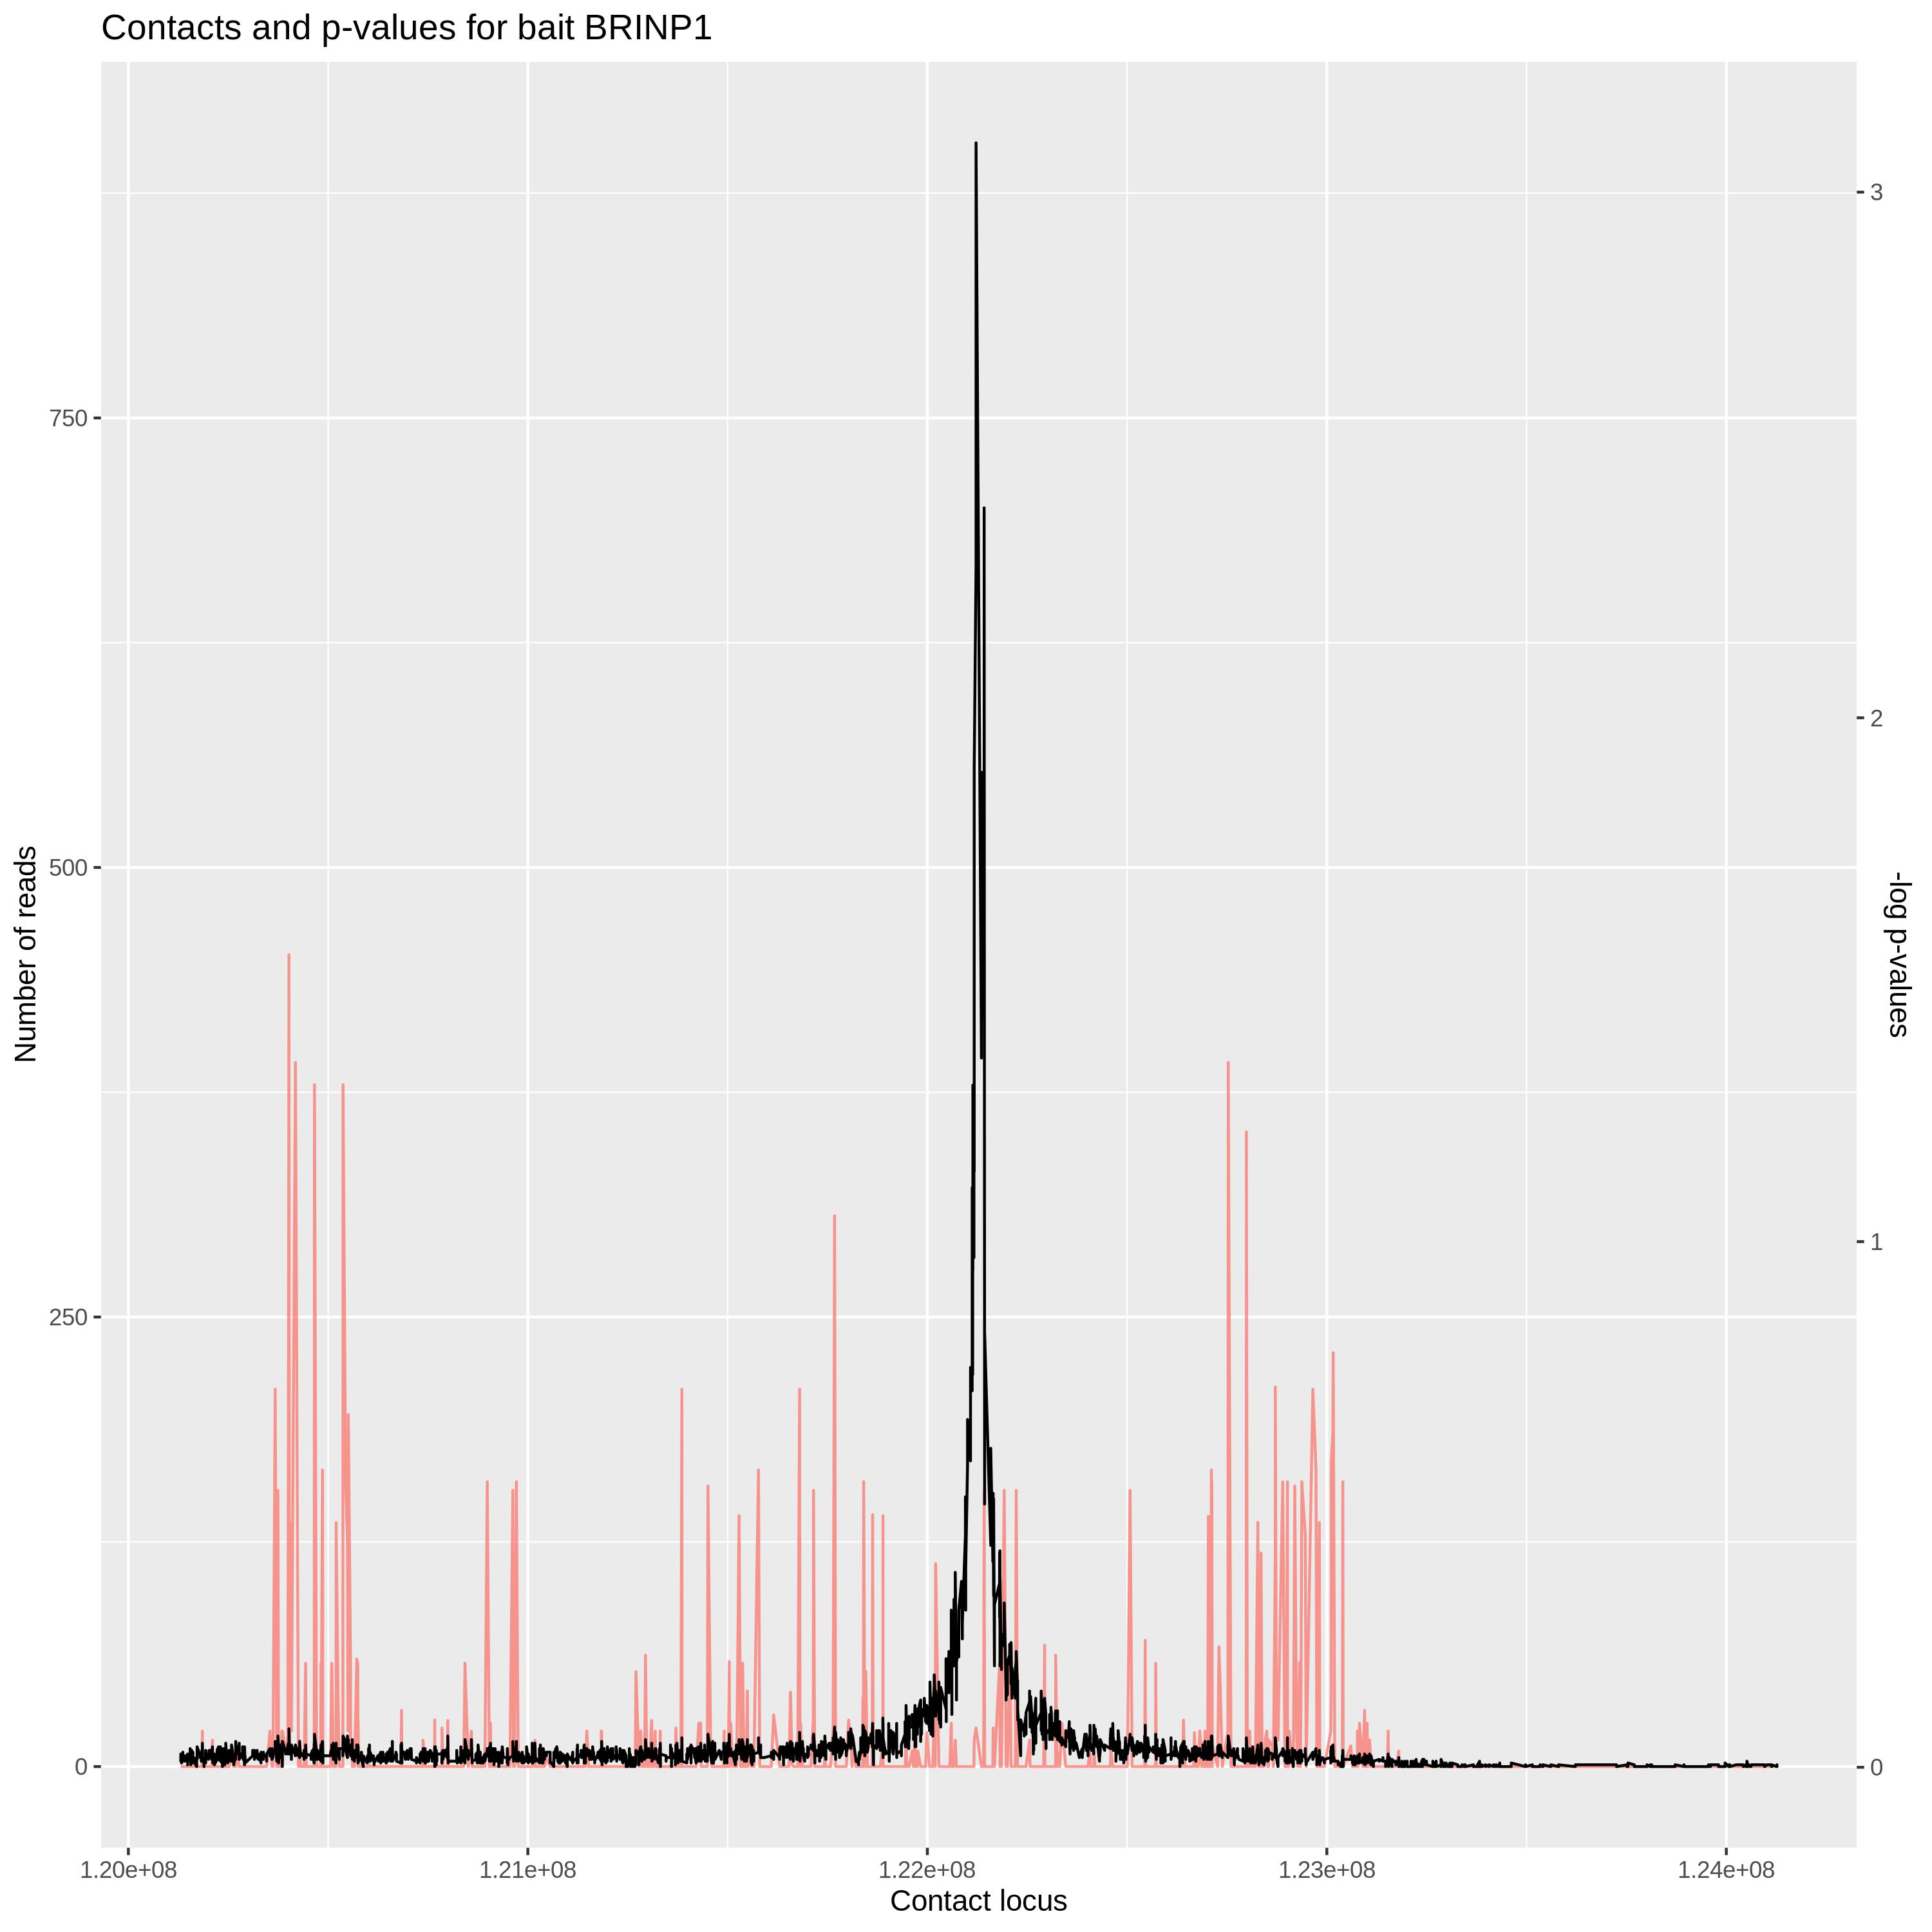 Contacts and p-values for bait BRINP1
3
750
2
Number of reads
500
-log p-values
1
250
0
0
1.20e+08
1.21e+08
1.22e+08
1.23e+08
1.24e+08
Contact locus